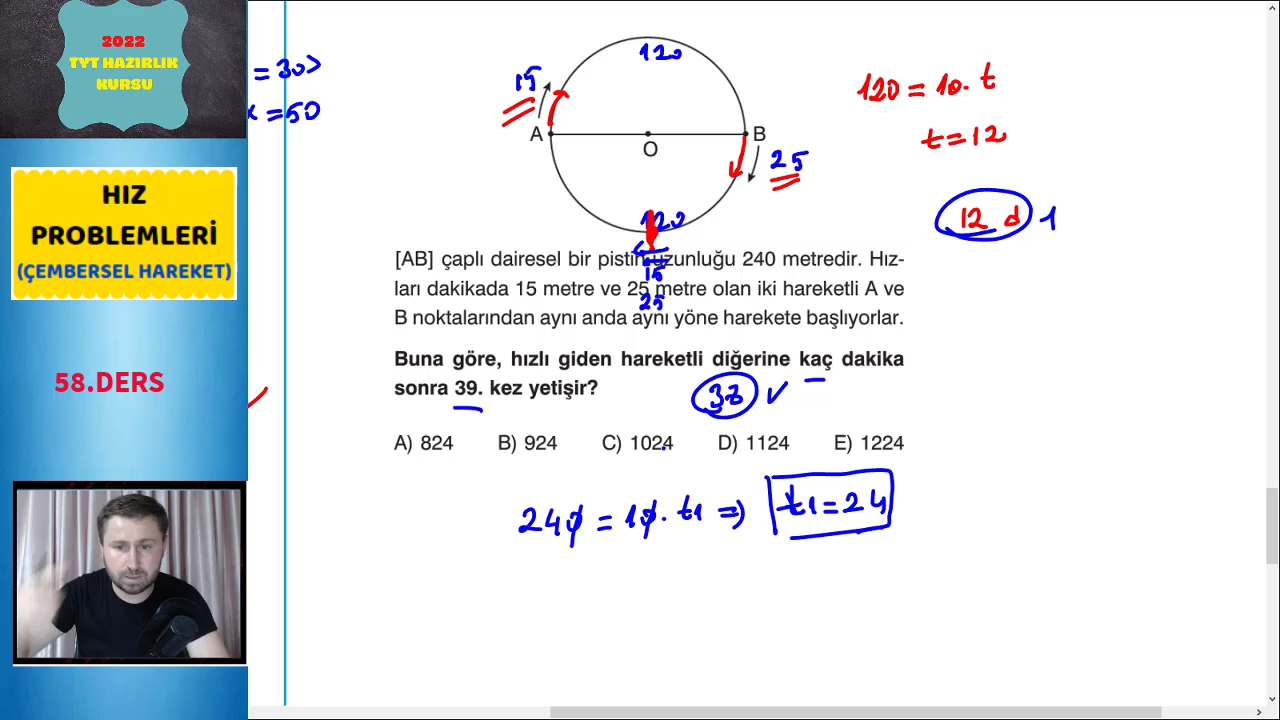 2022
TYT HAZIRLIK
KURSU
= 30>
x = 50
HIZ
PROBLEMLERİ
(ÇEMBERSEL HAREKET)
58.DERS
120
15
A
O
B
25
120
15
25
120 = 10. t
t = 12
12 d 1
[AB] çaplı dairesel bir pistin uzunluğu 240 metredir. Hız-
ları dakikada 15 metre ve 25 metre olan iki hareketli A ve
B noktalarından aynı anda aynı yöne harekete başlıyorlar.
Buna göre, hızlı giden hareketli diğerine kaç dakika
sonra 39. kez yetişir?
38 ✓
A) 824 B) 924 C) 1024 D) 1124 E) 1224
240 = 10. t1 ⇒ t1 = 24